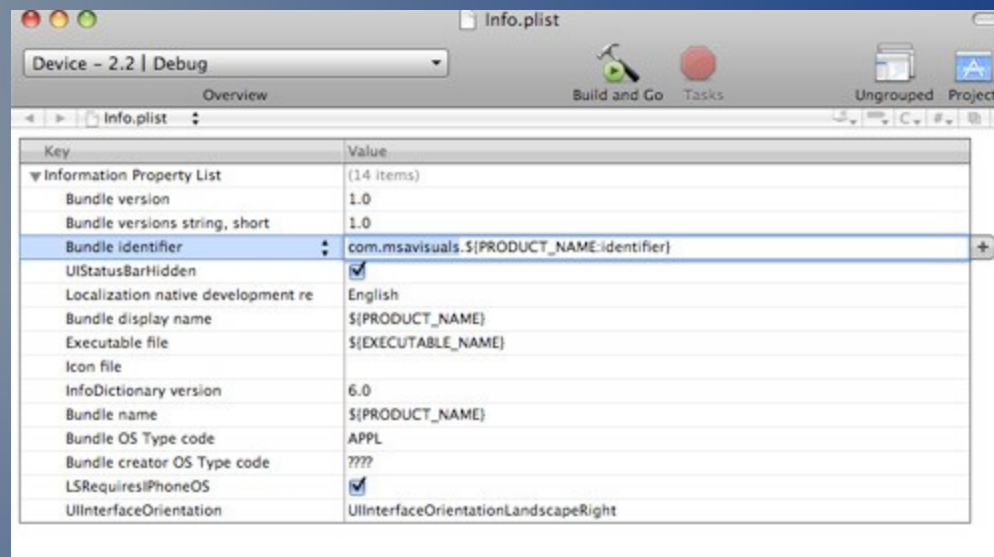 Info.plist
Device – 2.2 | Debug
Overview
Build and Go
Tasks
Ungrouped
Project
Info.plist
C
#
Key Value
Information Property List (14 items)
Bundle version 1.0
Bundle versions string, short 1.0
Bundle identifier com.msavisuals.${PRODUCT_NAME:identifier}
UIStatusBarHidden
Localization native development re English
Bundle display name ${PRODUCT_NAME}
Executable file ${EXECUTABLE_NAME}
Icon file
InfoDictionary version 6.0
Bundle name ${PRODUCT_NAME}
Bundle OS Type code APPL
Bundle creator OS Type code ????
LSRequiresIPhoneOS
UIInterfaceOrientation UIInterfaceOrientationLandscapeRight